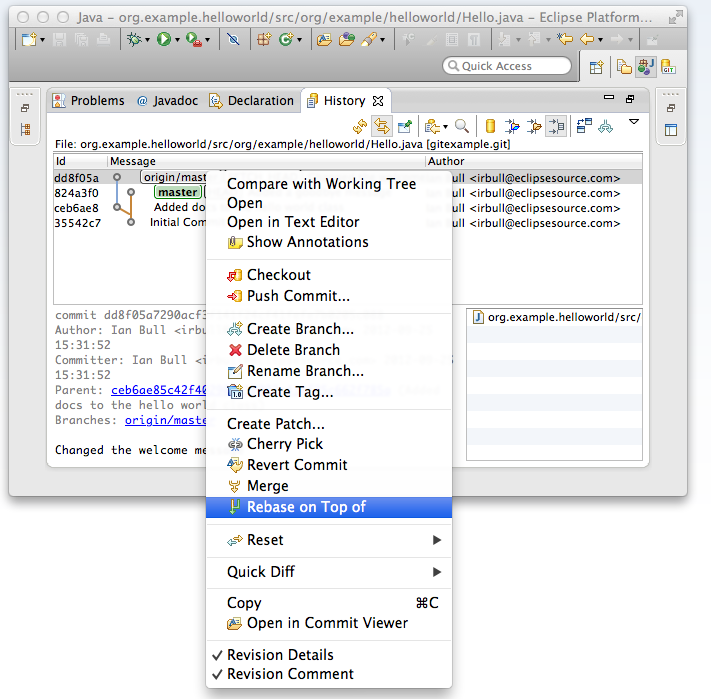 Java – org.example.helloworld/src/org/example/helloworld/Hello.java – Eclipse Platform...
Quick Access
GIT
Problems @ Javadoc Declaration History
File: org.example.helloworld/src/org/example/helloworld/Hello.java [gitexample.git]
Id Message Author
dd8f05a origin/mast ull <irbull@eclipsesource.com>
824a3f0 master ull <irbull@eclipsesource.com>
ceb6ae8 Added do ull <irbull@eclipsesource.com>
35542c7 Initial Com ull <irbull@eclipsesource.com>
commit dd8f05a7290acf3
Author: Ian Bull <irbu
15:31:52
Committer: Ian Bull <i
15:31:52
Parent: ceb6ae85c42f40
docs to the hello worl
Branches: origin/maste
Changed the welcome me
org.example.helloworld/src/
Compare with Working Tree
Open
Open in Text Editor
Show Annotations
Checkout
Push Commit...
Create Branch...
Delete Branch
Rename Branch...
Create Tag...
Create Patch...
Cherry Pick
Revert Commit
Merge
Rebase on Top of
Reset
Quick Diff
Copy ⌘C
Open in Commit Viewer
✓ Revision Details
✓ Revision Comment